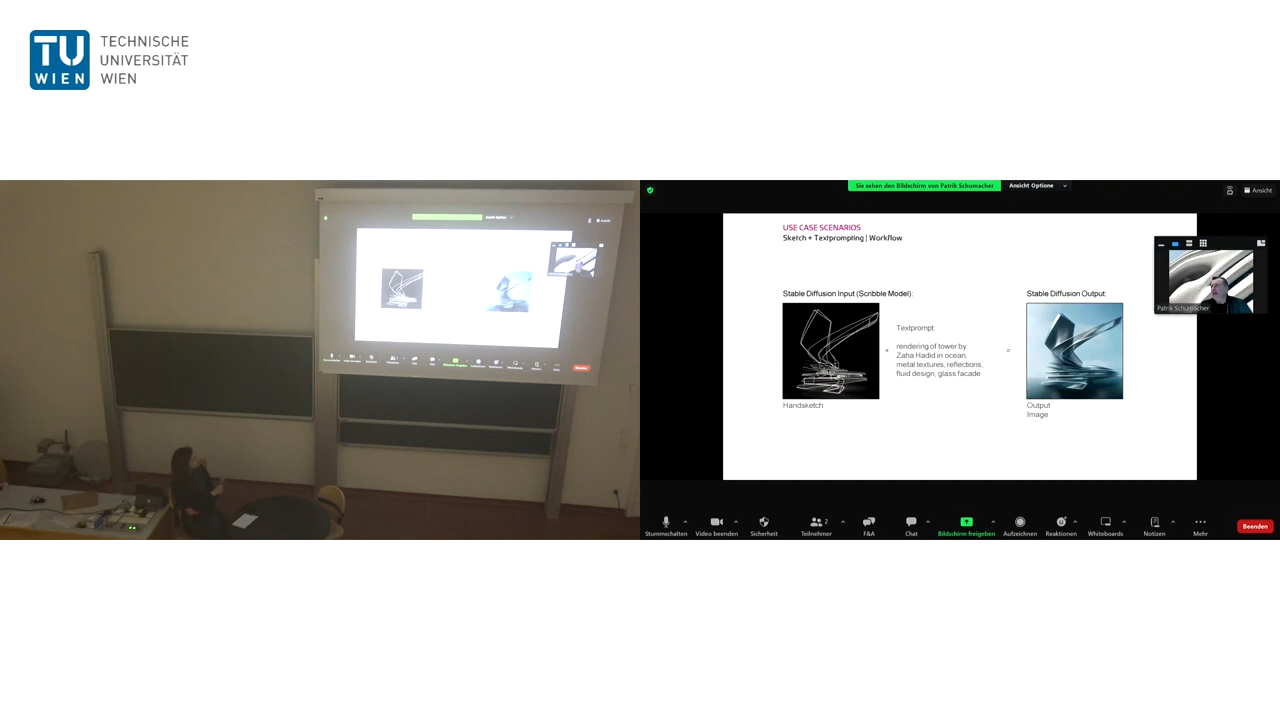 TU
WIEN
TECHNISCHE
UNIVERSITÄT
WIEN
Sie sehen den Bildschirm von Patrik Schumacher
Ansicht Optione
Ansicht
USE CASE SCENARIOS
Sketch + Textprompting | Workflow
Stable Diffusion Input (Scribble Model):
Stable Diffusion Output:
Textprompt
rendering of tower by
Zaha Hadid in ocean,
metal textures, reflections,
fluid design, glass facade
+
=
Handsketch
Output
Image
Patrik Schumacher
Stummschalten
Video beenden
Sicherheit
2
Teilnehmer
F&A
Chat
Bildschirm freigeben
Aufzeichnen
Reaktionen
Whiteboards
Notizen
Mehr
Beenden